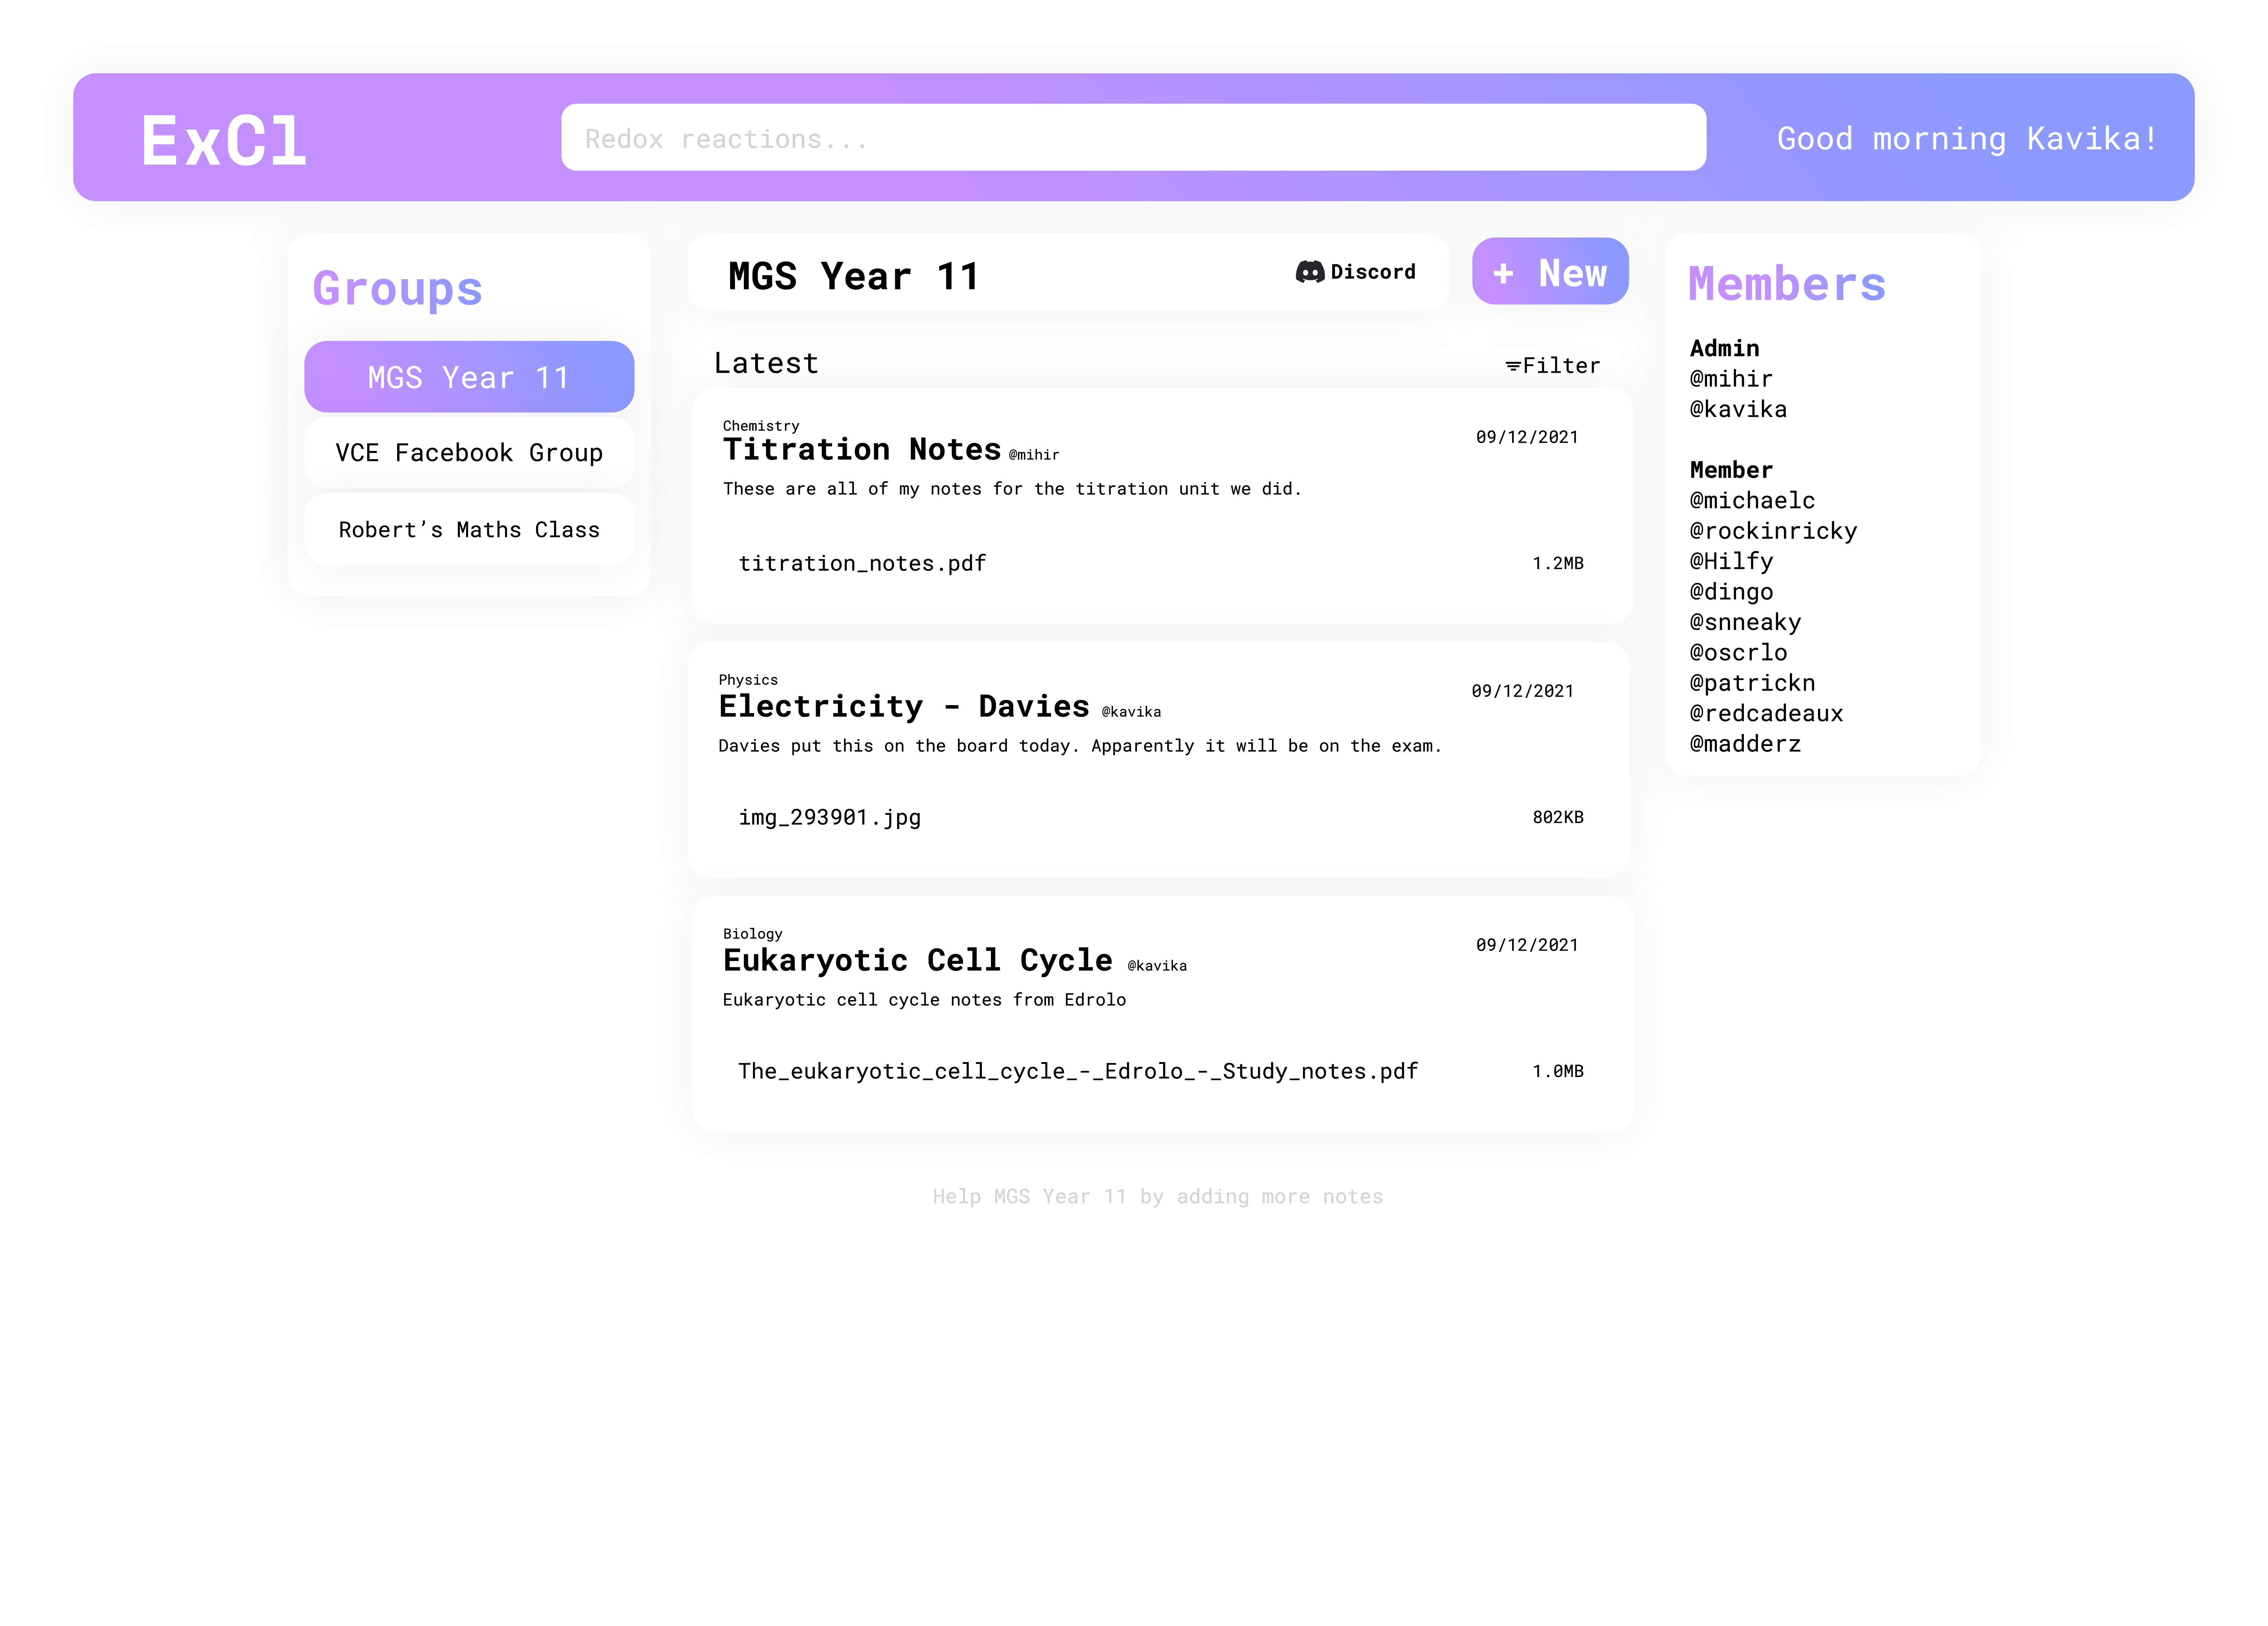 ExCl
Redox reactions...
Good morning Kavika!
Groups
MGS Year 11
VCE Facebook Group
Robert’s Maths Class
MGS Year 11
Discord
+ New
Latest
Filter
Chemistry
Titration Notes @mihir
09/12/2021
These are all of my notes for the titration unit we did.
titration_notes.pdf
1.2MB
Physics
Electricity - Davies @kavika
09/12/2021
Davies put this on the board today. Apparently it will be on the exam.
img_293901.jpg
802KB
Biology
Eukaryotic Cell Cycle @kavika
09/12/2021
Eukaryotic cell cycle notes from Edrolo
The_eukaryotic_cell_cycle_-_Edrolo_-_Study_notes.pdf
1.0MB
Help MGS Year 11 by adding more notes
Members
Admin
@mihir
@kavika
Member
@michaelc
@rockinricky
@Hilfy
@dingo
@snneaky
@oscrlo
@patrickn
@redcadeaux
@madderz